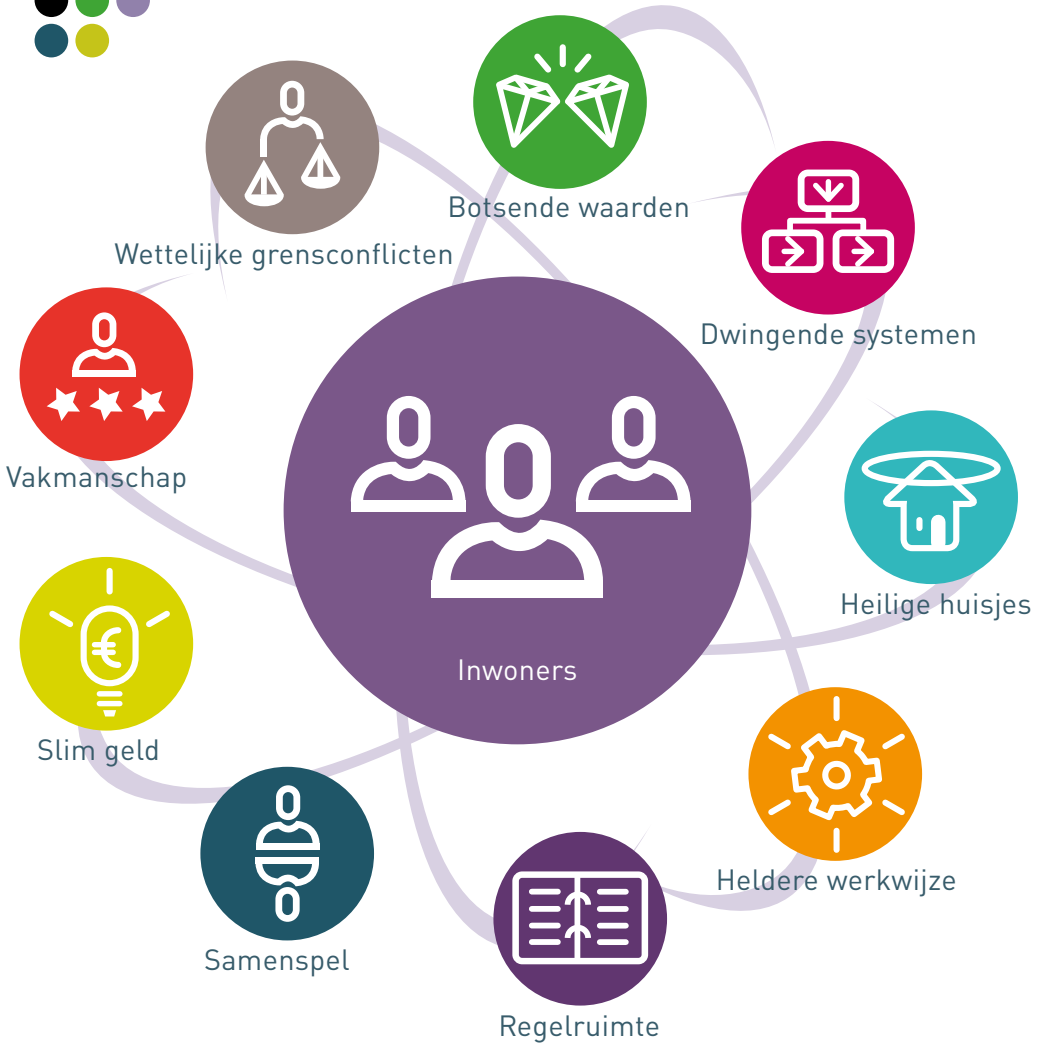 Botsende waarden
Wettelijke grensconflicten
Dwingende systemen
Vakmanschap
Heilige huisjes
Inwoners
Slim geld
€
Heldere werkwijze
Samenspel
Regelruimte